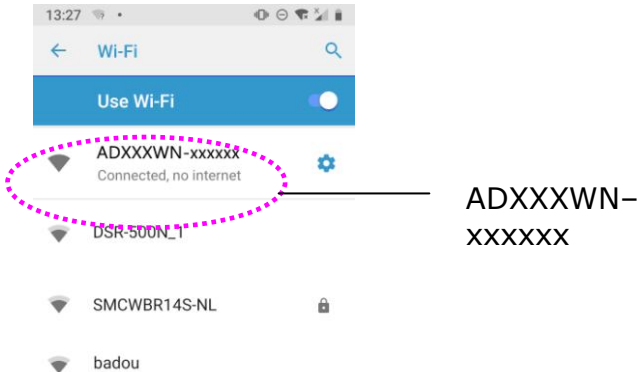 13:27
Wi-Fi
Use Wi-Fi
ADXXXWN-xxxxxx
Connected, no internet
DSR-500N_1
SMCWBR14S-NL
badou
ADXXXWN-
xxxxxx